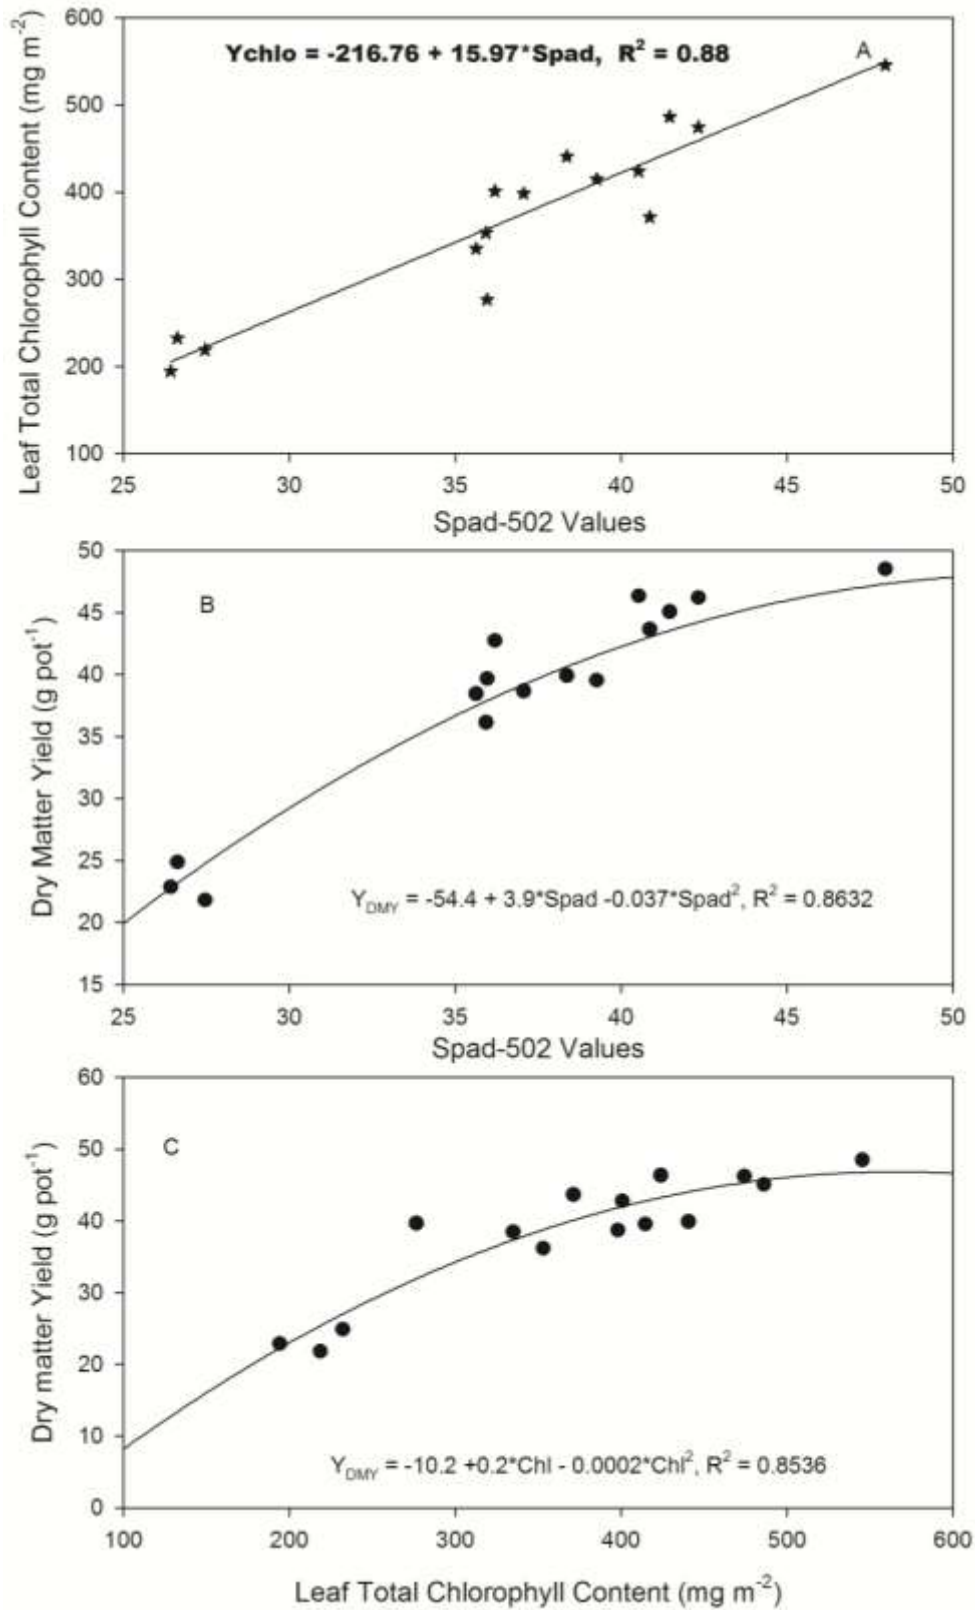 Ychlo = -216.76 + 15.97*Spad, R² = 0.88
A
Leaf Total Chlorophyll Content (mg m⁻²)
600
500
400
300
200
100
25 30 35 40 45 50
Spad-502 Values
B
Dry Matter Yield (g pot⁻¹)
50
45
40
35
30
25
20
15
Y_DMY = -54.4 + 3.9*Spad -0.037*Spad², R² = 0.8632
25 30 35 40 45 50
Spad-502 Values
C
Dry matter Yield (g pot⁻¹)
60
50
40
30
20
10
0
Y_DMY = -10.2 +0.2*Chl - 0.0002*Chl², R² = 0.8536
100 200 300 400 500 600
Leaf Total Chlorophyll Content (mg m⁻²)